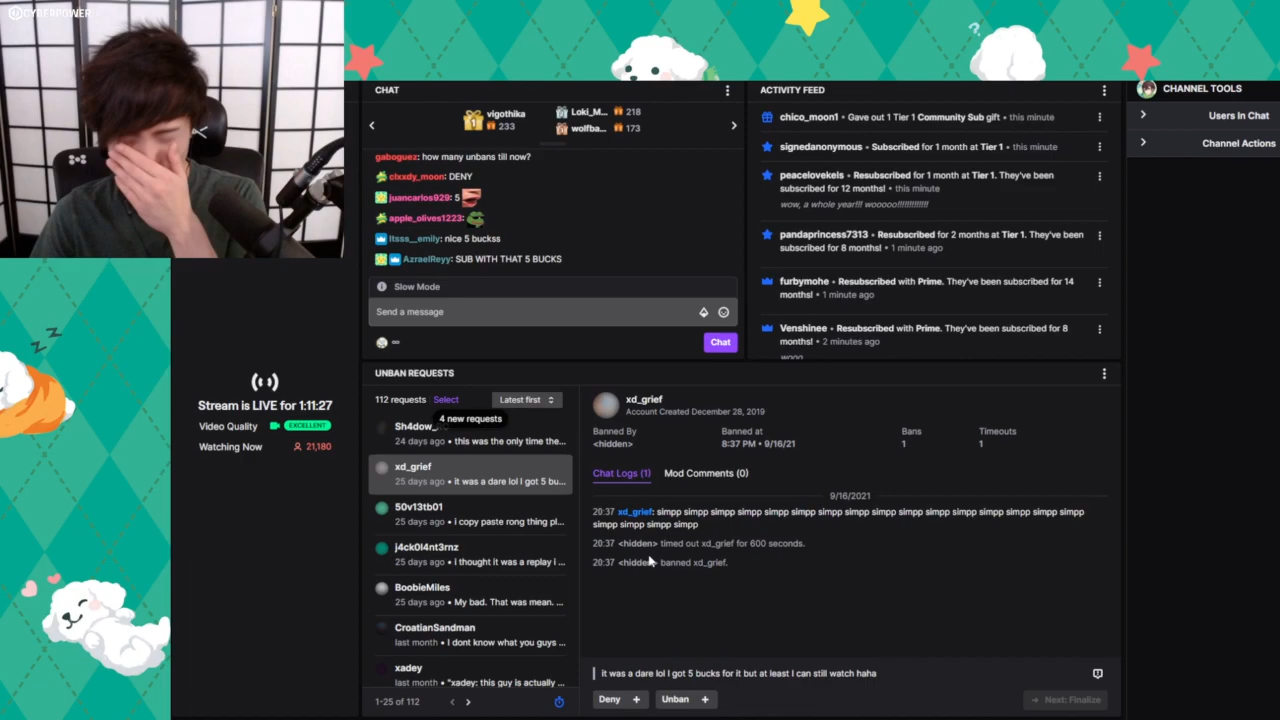 CYBERPOWER
CHAT
vigothika
233
Loki_M... 218
wolfba... 173
gaboguez: how many unbans till now?
clxxdy_moon: DENY
juancarlos929: 5
apple_olives1223:
Itsss__emily: nice 5 buckss
AzraelReyy: SUB WITH THAT 5 BUCKS
Slow Mode
Send a message
Chat
ACTIVITY FEED
chico_moon1 • Gave out 1 Tier 1 Community Sub gift • this minute
signedanonymous • Subscribed for 1 month at Tier 1. • this minute
peacelovekels • Resubscribed for 1 month at Tier 1. They've been
subscribed for 12 months! • this minute
wow, a whole year!!! wooooo!!!!!!!!!!!!!
pandaprincess7313 • Resubscribed for 2 months at Tier 1. They've been
subscribed for 8 months! • 1 minute ago
furbymohe • Resubscribed with Prime. They've been subscribed for 14
months! • 1 minute ago
Venshinee • Resubscribed with Prime. They've been subscribed for 8
months! • 2 minutes ago
CHANNEL TOOLS
Users In Chat
Channel Actions
Stream is LIVE for 1:11:27
Video Quality EXCELLENT
Watching Now 21,180
UNBAN REQUESTS
112 requests Select Latest first
4 new requests
Sh4dow_
24 days ago • this was the only time the...
xd_grief
25 days ago • it was a dare lol I got 5 bu...
50v13tb01
25 days ago • i copy paste rong thing pl...
j4ck0l4nt3rnz
25 days ago • i thought it was a replay i ...
BoobieMiles
25 days ago • My bad. That was mean. ...
CroatianSandman
last month • I dont know what you guys ...
xadey
last month • "xadey: this guy is actually ...
1-25 of 112
xd_grief
Account Created December 28, 2019
Banned By Banned at Bans Timeouts
<hidden> 8:37 PM • 9/16/21 1 1
Chat Logs (1) Mod Comments (0)
9/16/2021
20:37 xd_grief: simpp simpp simpp simpp simpp simpp simpp simpp simpp simpp simpp simpp simpp simpp simpp simpp
simpp simpp simpp simpp
20:37 <hidden> timed out xd_grief for 600 seconds.
20:37 <hidden> banned xd_grief.
it was a dare lol I got 5 bucks for it but at least I can still watch haha
Deny + Unban + Next: Finalize